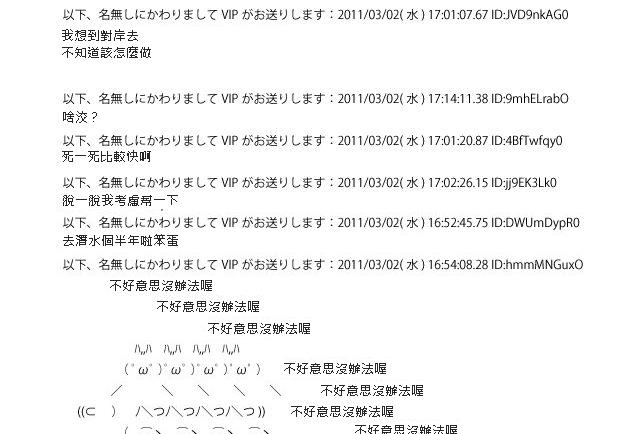 以下、名無しにかわりまして VIP がお送りします：2011/03/02( 水 ) 17:01:07.67 ID:JVD9nkAG0
我想到對岸去
不知道該怎麼做
以下、名無しにかわりまして VIP がお送りします：2011/03/02( 水 ) 17:14:11.38 ID:9mhELrabO
啥洨？
以下、名無しにかわりまして VIP がお送りします：2011/03/02( 水 ) 17:01:20.87 ID:4BfTwfqy0
死一死比較快啊
以下、名無しにかわりまして VIP がお送りします：2011/03/02( 水 ) 17:02:26.15 ID:jj9EK3Lk0
脫一脫我考慮幫一下
以下、名無しにかわりまして VIP がお送りします：2011/03/02( 水 ) 16:52:45.75 ID:DWUmDypR0
去潛水個半年啦笨蛋
以下、名無しにかわりまして VIP がお送りします：2011/03/02( 水 ) 16:54:08.28 ID:hmmMNGuxO
不好意思沒辦法喔
不好意思沒辦法喔
不好意思沒辦法喔
ﾊ,,ﾊ　ﾊ,,ﾊ　ﾊ,,ﾊ　ﾊ,,ﾊ
( ﾟωﾟ )ﾟωﾟ )ﾟωﾟ )ﾟωﾟ )　不好意思沒辦法喔
／　　　＼　　＼　　＼　　＼　　不好意思沒辦法喔
((⊂　)　/＼つ/＼つ/＼つ/＼つ ))　不好意思沒辦法喔
不好意思沒辦法喔